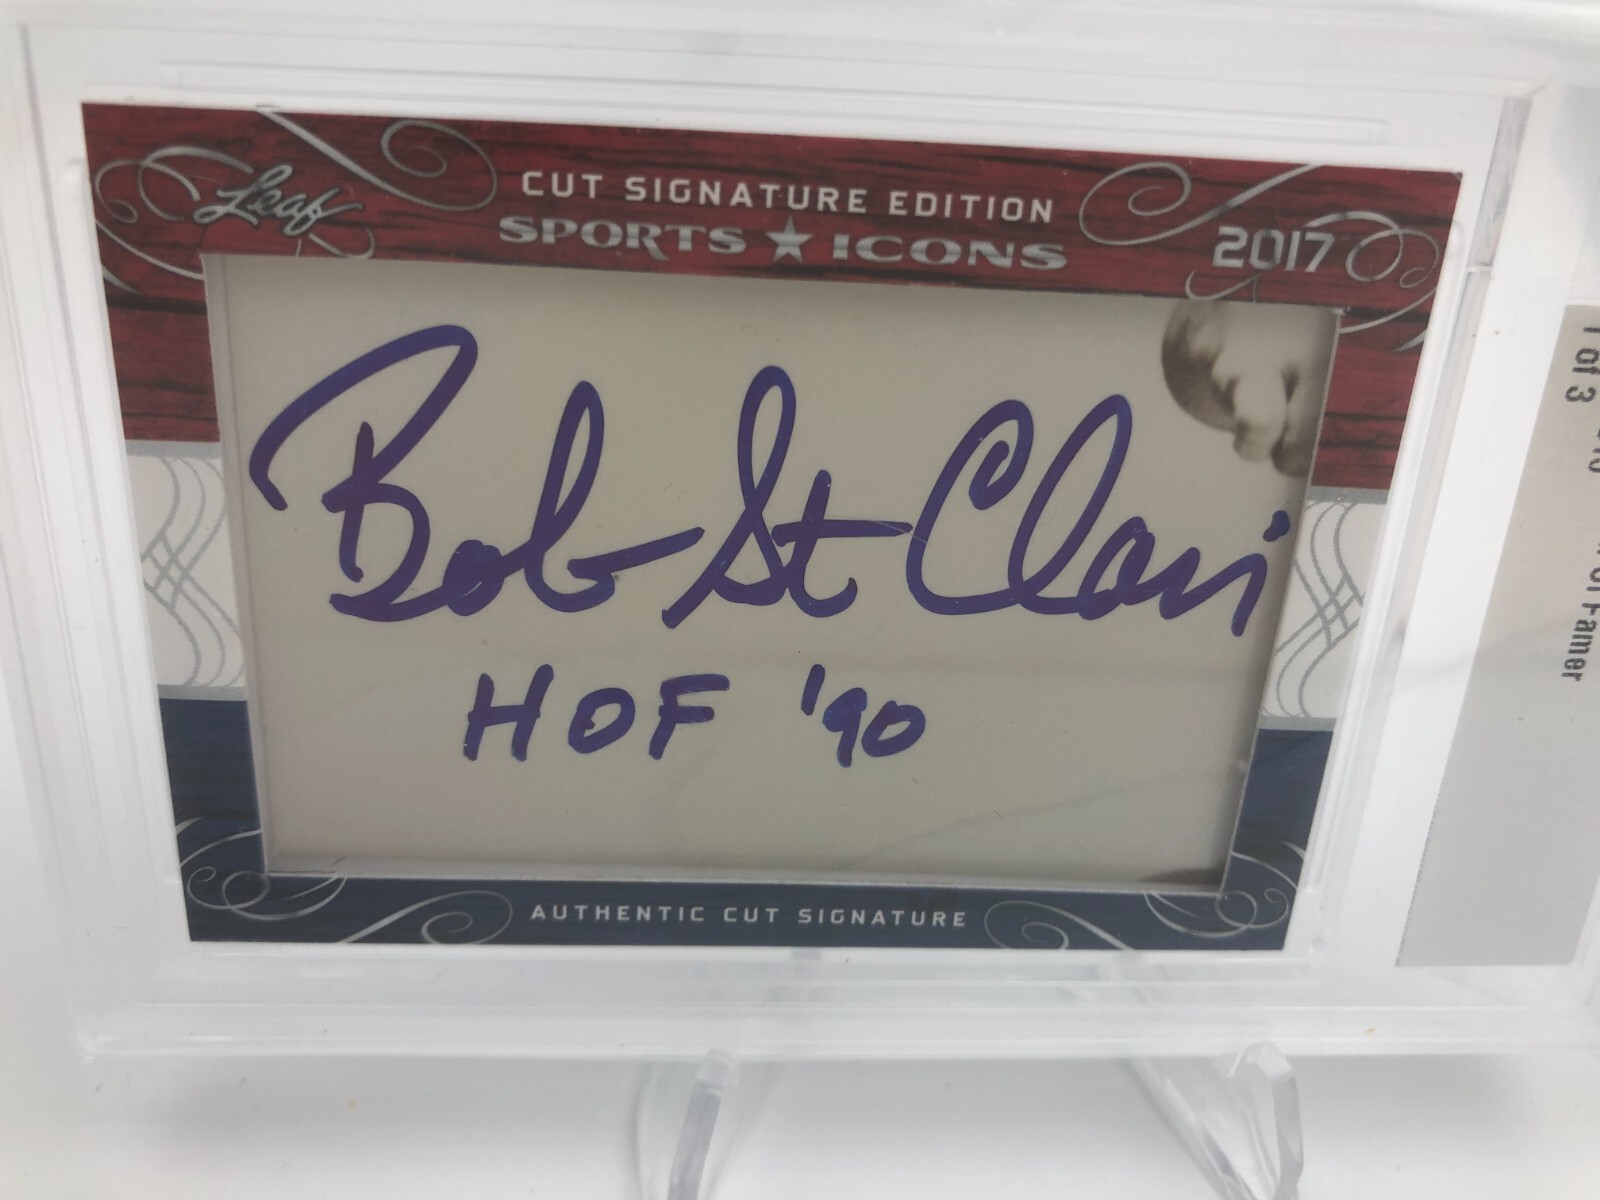 Leaf
CUT SIGNATURE EDITION
SPORTS ★ ICONS
2017
Bob St Clair
HOF '90
AUTHENTIC CUT SIGNATURE
1 of 3
of Famer